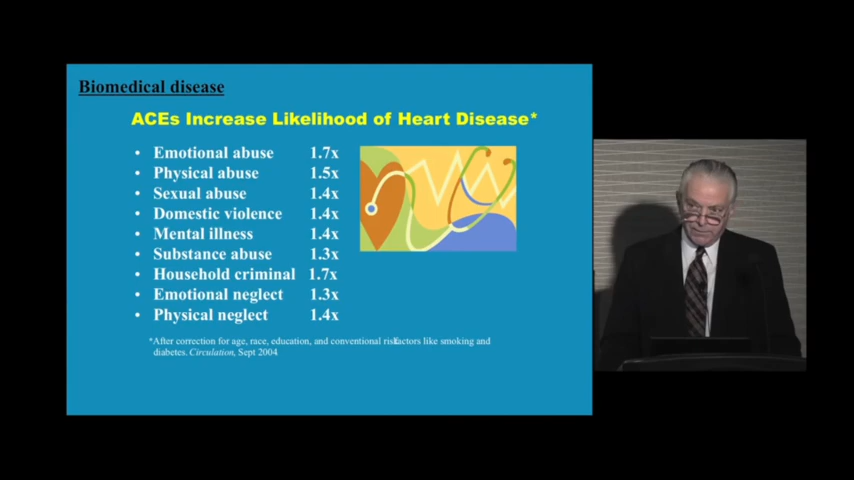 Biomedical disease
ACEs Increase Likelihood of Heart Disease*
• Emotional abuse 1.7x
• Physical abuse 1.5x
• Sexual abuse 1.4x
• Domestic violence 1.4x
• Mental illness 1.4x
• Substance abuse 1.3x
• Household criminal 1.7x
• Emotional neglect 1.3x
• Physical neglect 1.4x
*After correction for age, race, education, and conventional risk factors like smoking and
diabetes. Circulation, Sept 2004